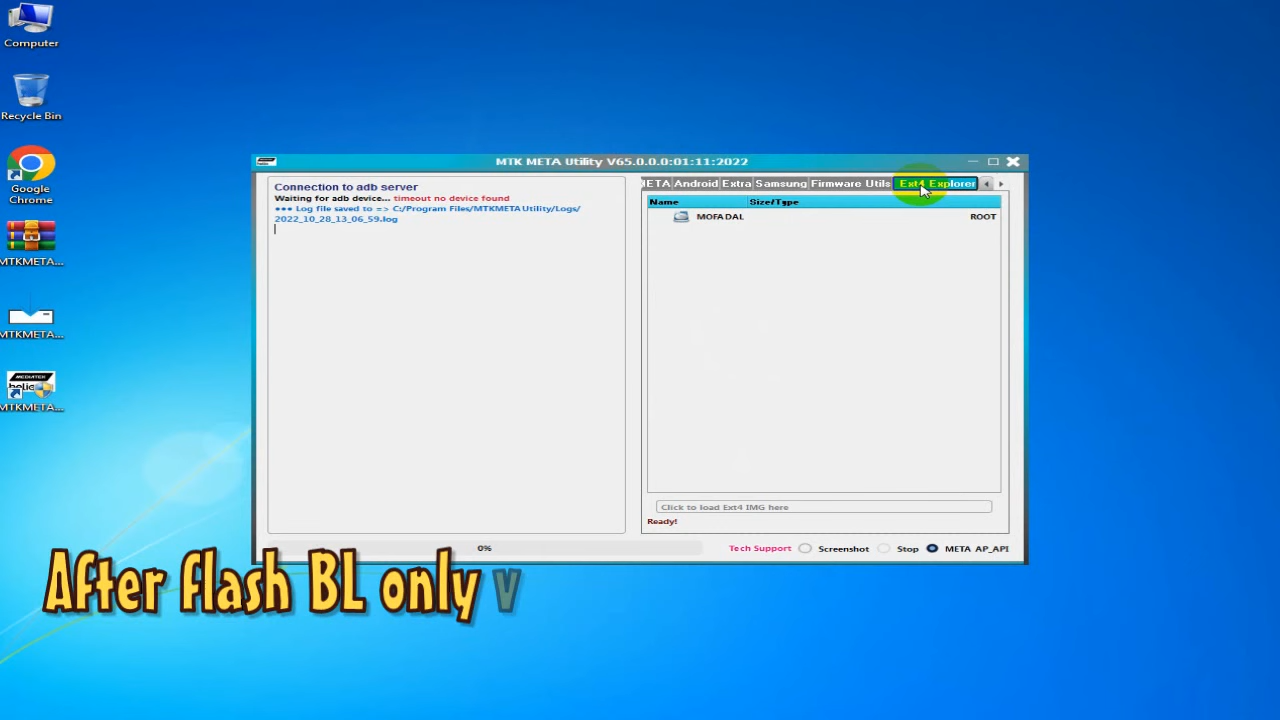 Computer
Recycle Bin
Google
Chrome
MTKMETA...
MTKMETA...
MTKMETA...
MTK META Utility V65.0.0.0:01:11:2022
Connection to adb server
Waiting for adb device... timeout no device found
*** Log file saved to => C:/Program Files/MTKMETA Utility/Logs/
2022_10_28_13_06_59.log
META Android Extra Samsung Firmware Utils Ext4 Explorer
Name Size/Type
MOFADAL ROOT
Click to load Ext4 IMG here
Ready!
0% Tech Support Screenshot Stop META AP_API
After flash BL only v